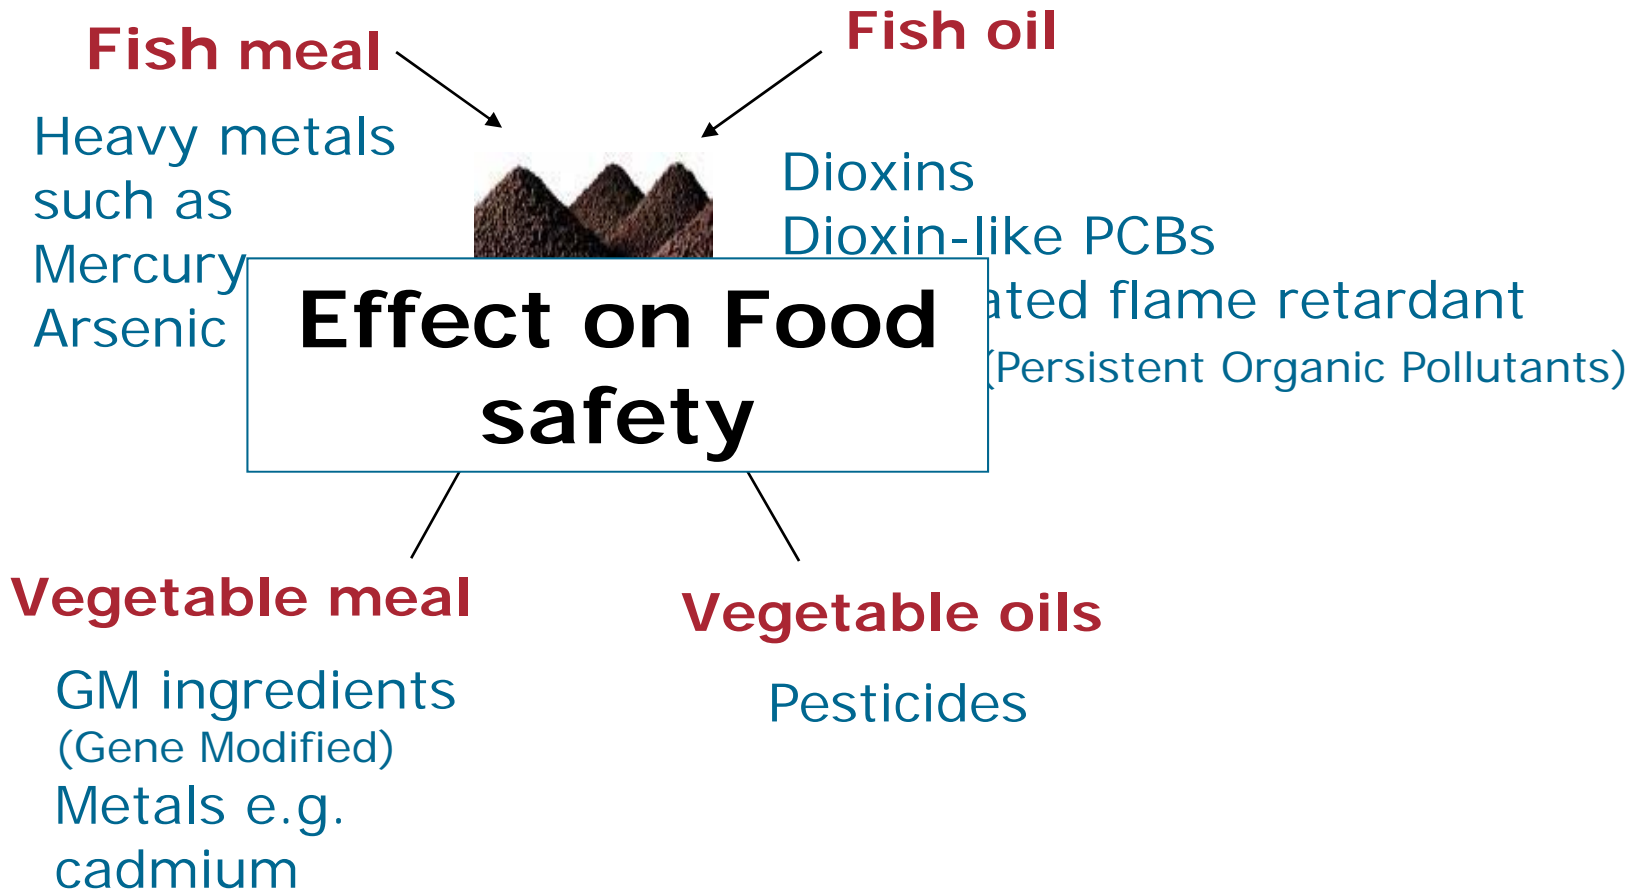 Fish meal
Heavy metals
such as
Mercury
Arsenic
Fish oil
Dioxins
Dioxin-like PCBs
ated flame retardant
(Persistent Organic Pollutants)
Effect on Food
safety
Vegetable meal
GM ingredients
(Gene Modified)
Metals e.g.
cadmium
Vegetable oils
Pesticides